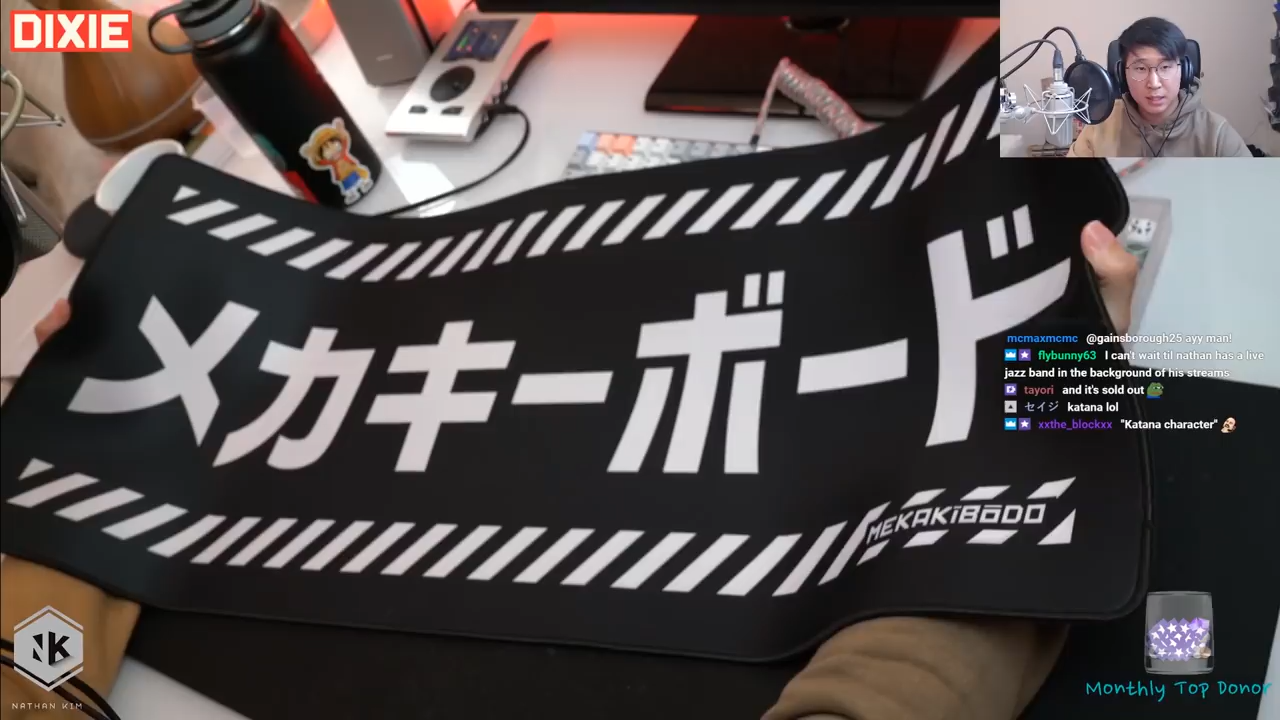 DIXIE
メカキーボード
MEKAKIBŌDO
mcmaxmcmc @gainsborough25 ayy man!
flybunny63 I can't wait til nathan has a live
jazz band in the background of his streams
tayori and it's sold out
セイジ katana lol
xxthe_blockxx "Katana character"
NK
NATHAN KIM
Monthly Top Donor